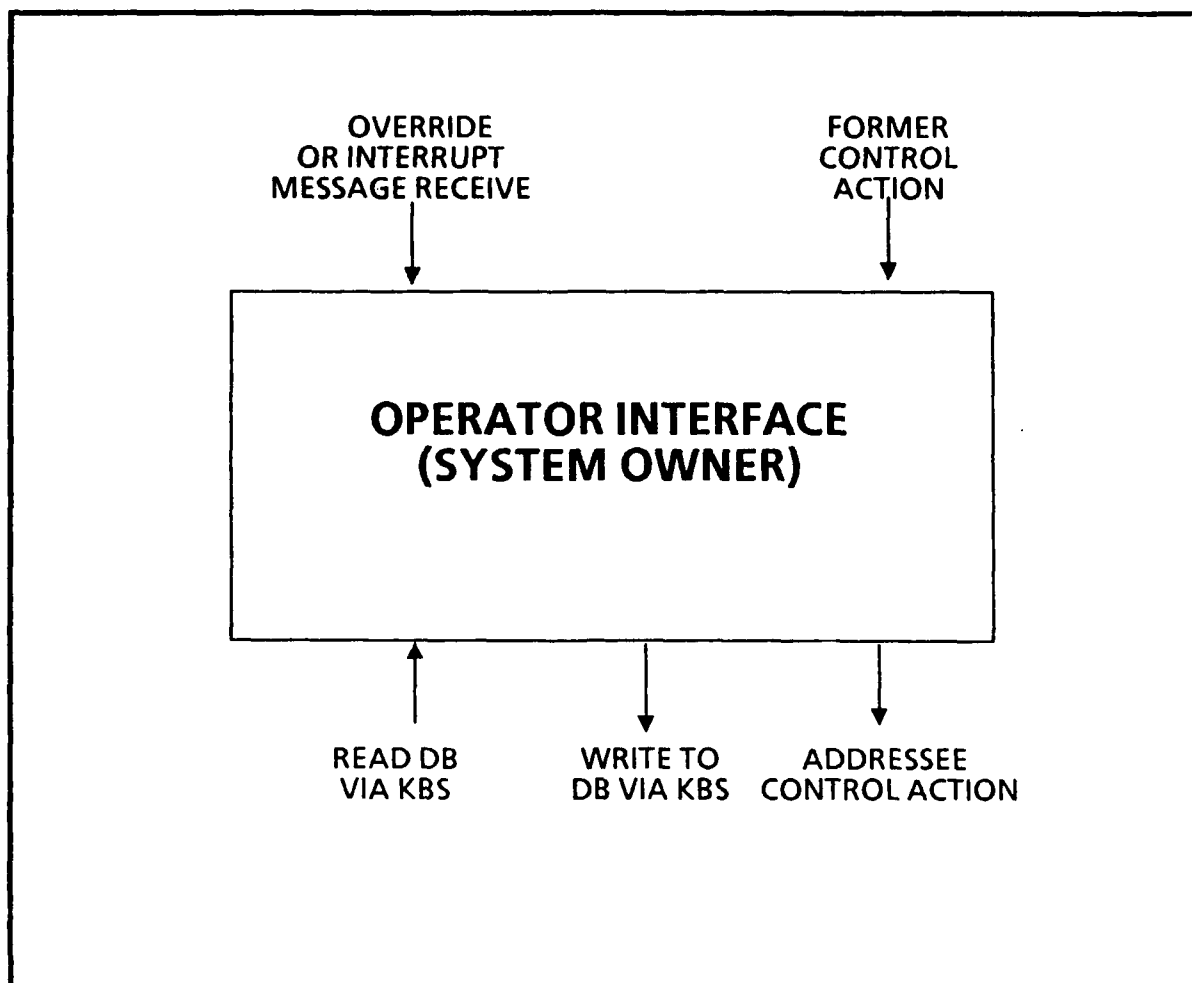 OVERRIDE
OR INTERRUPT
MESSAGE RECEIVE
FORMER
CONTROL
ACTION
OPERATOR INTERFACE
(SYSTEM OWNER)
READ DB
VIA KBS
WRITE TO
DB VIA KBS
ADDRESSEE
CONTROL ACTION